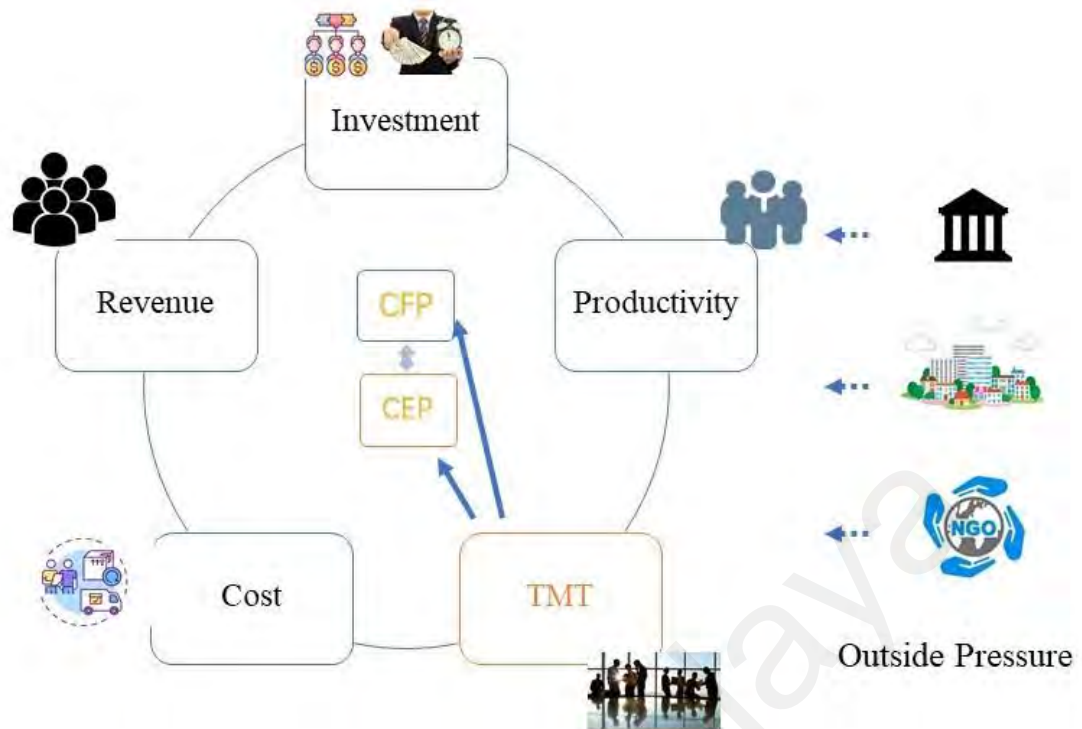 Investment
Revenue
Productivity
CFP
CEP
Cost
TMT
NGO
Outside Pressure